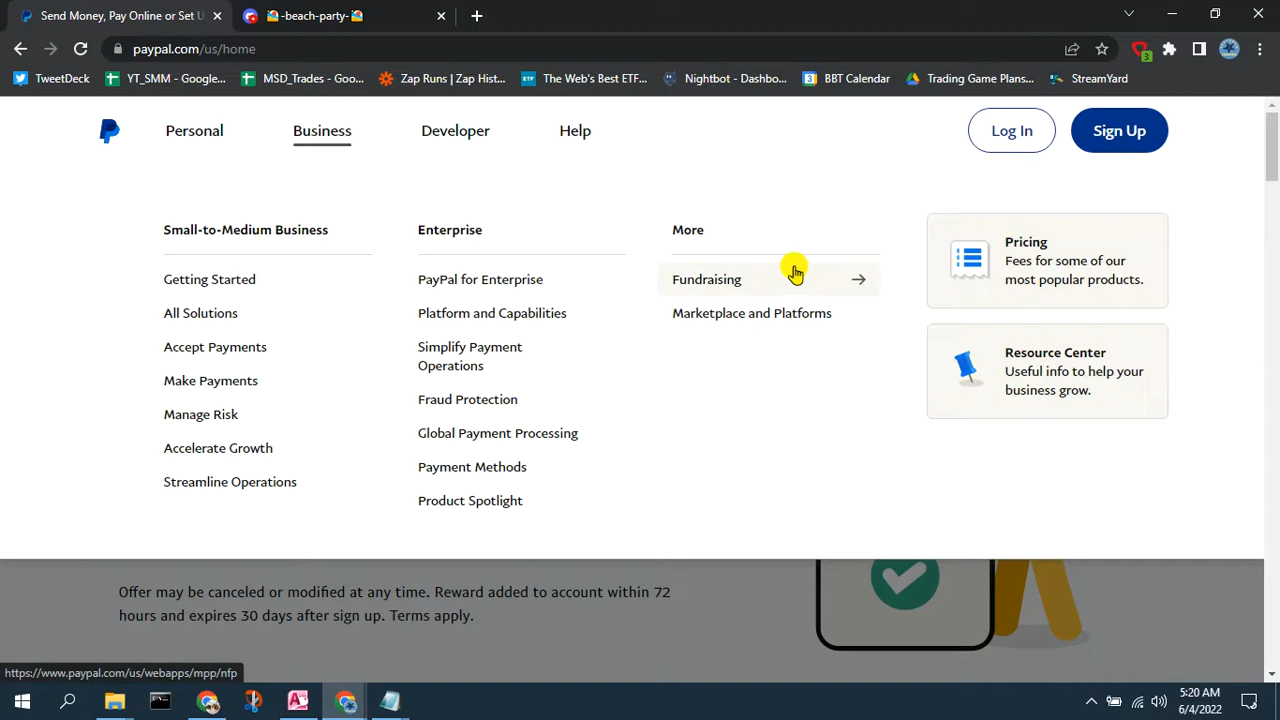 Send Money, Pay Online or Set U
-beach-party-
paypal.com/us/home
3
TweetDeck
YT_SMM - Google...
MSD_Trades - Goo...
Zap Runs | Zap Hist...
ETF
The Web's Best ETF...
Nightbot - Dashbo...
3
BBT Calendar
Trading Game Plans...
StreamYard
Personal
Business
Developer
Help
Log In
Sign Up
Small-to-Medium Business
Getting Started
All Solutions
Accept Payments
Make Payments
Manage Risk
Accelerate Growth
Streamline Operations
Enterprise
PayPal for Enterprise
Platform and Capabilities
Simplify Payment
Operations
Fraud Protection
Global Payment Processing
Payment Methods
Product Spotlight
More
Fundraising
Marketplace and Platforms
Pricing
Fees for some of our
most popular products.
Resource Center
Useful info to help your
business grow.
Offer may be canceled or modified at any time. Reward added to account within 72
hours and expires 30 days after sign up. Terms apply.
https://www.paypal.com/us/webapps/mpp/nfp
5:20 AM
6/4/2022